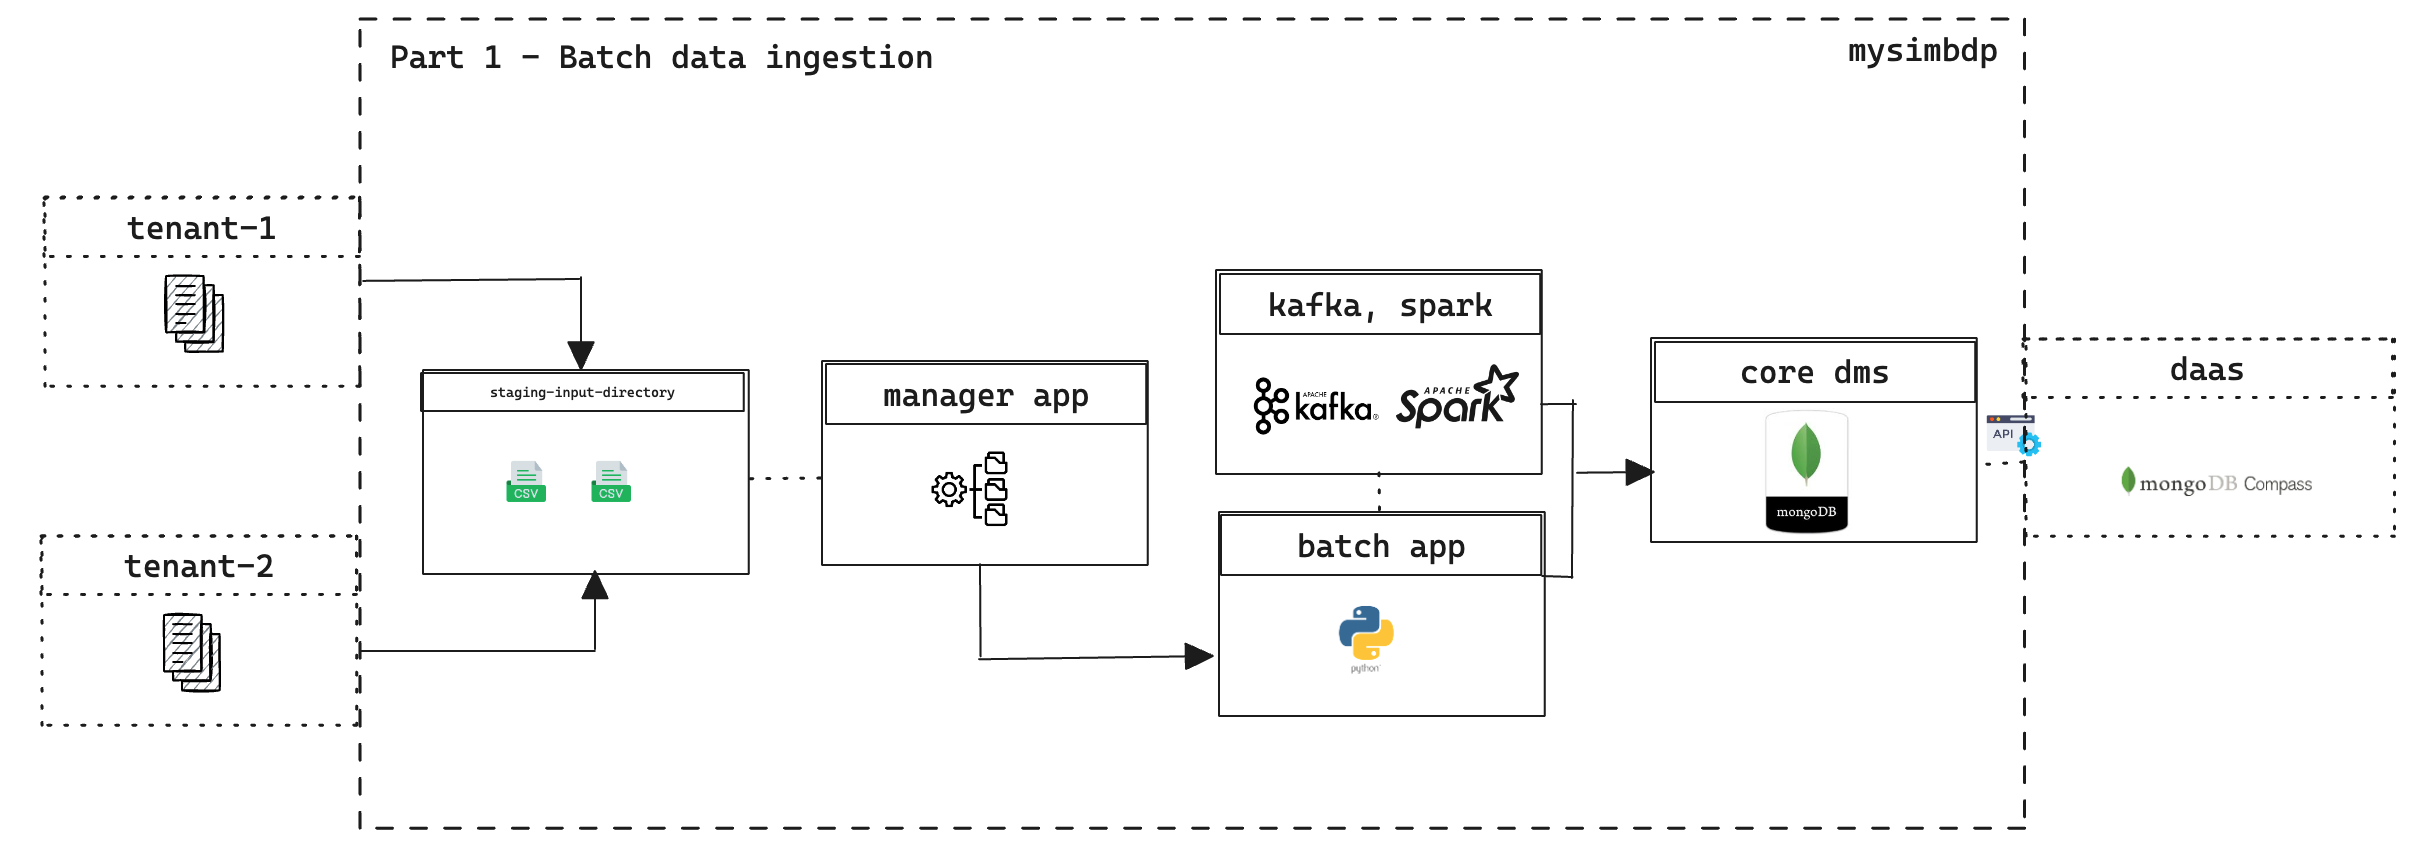 Part 1 - Batch data ingestion
mysimbdp
tenant-1
tenant-2
staging-input-directory
CSV
CSV
manager app
kafka, spark
APACHE
kafka®
APACHE
Spark
batch app
python
core dms
mongoDB
API
daas
mongoDB Compass